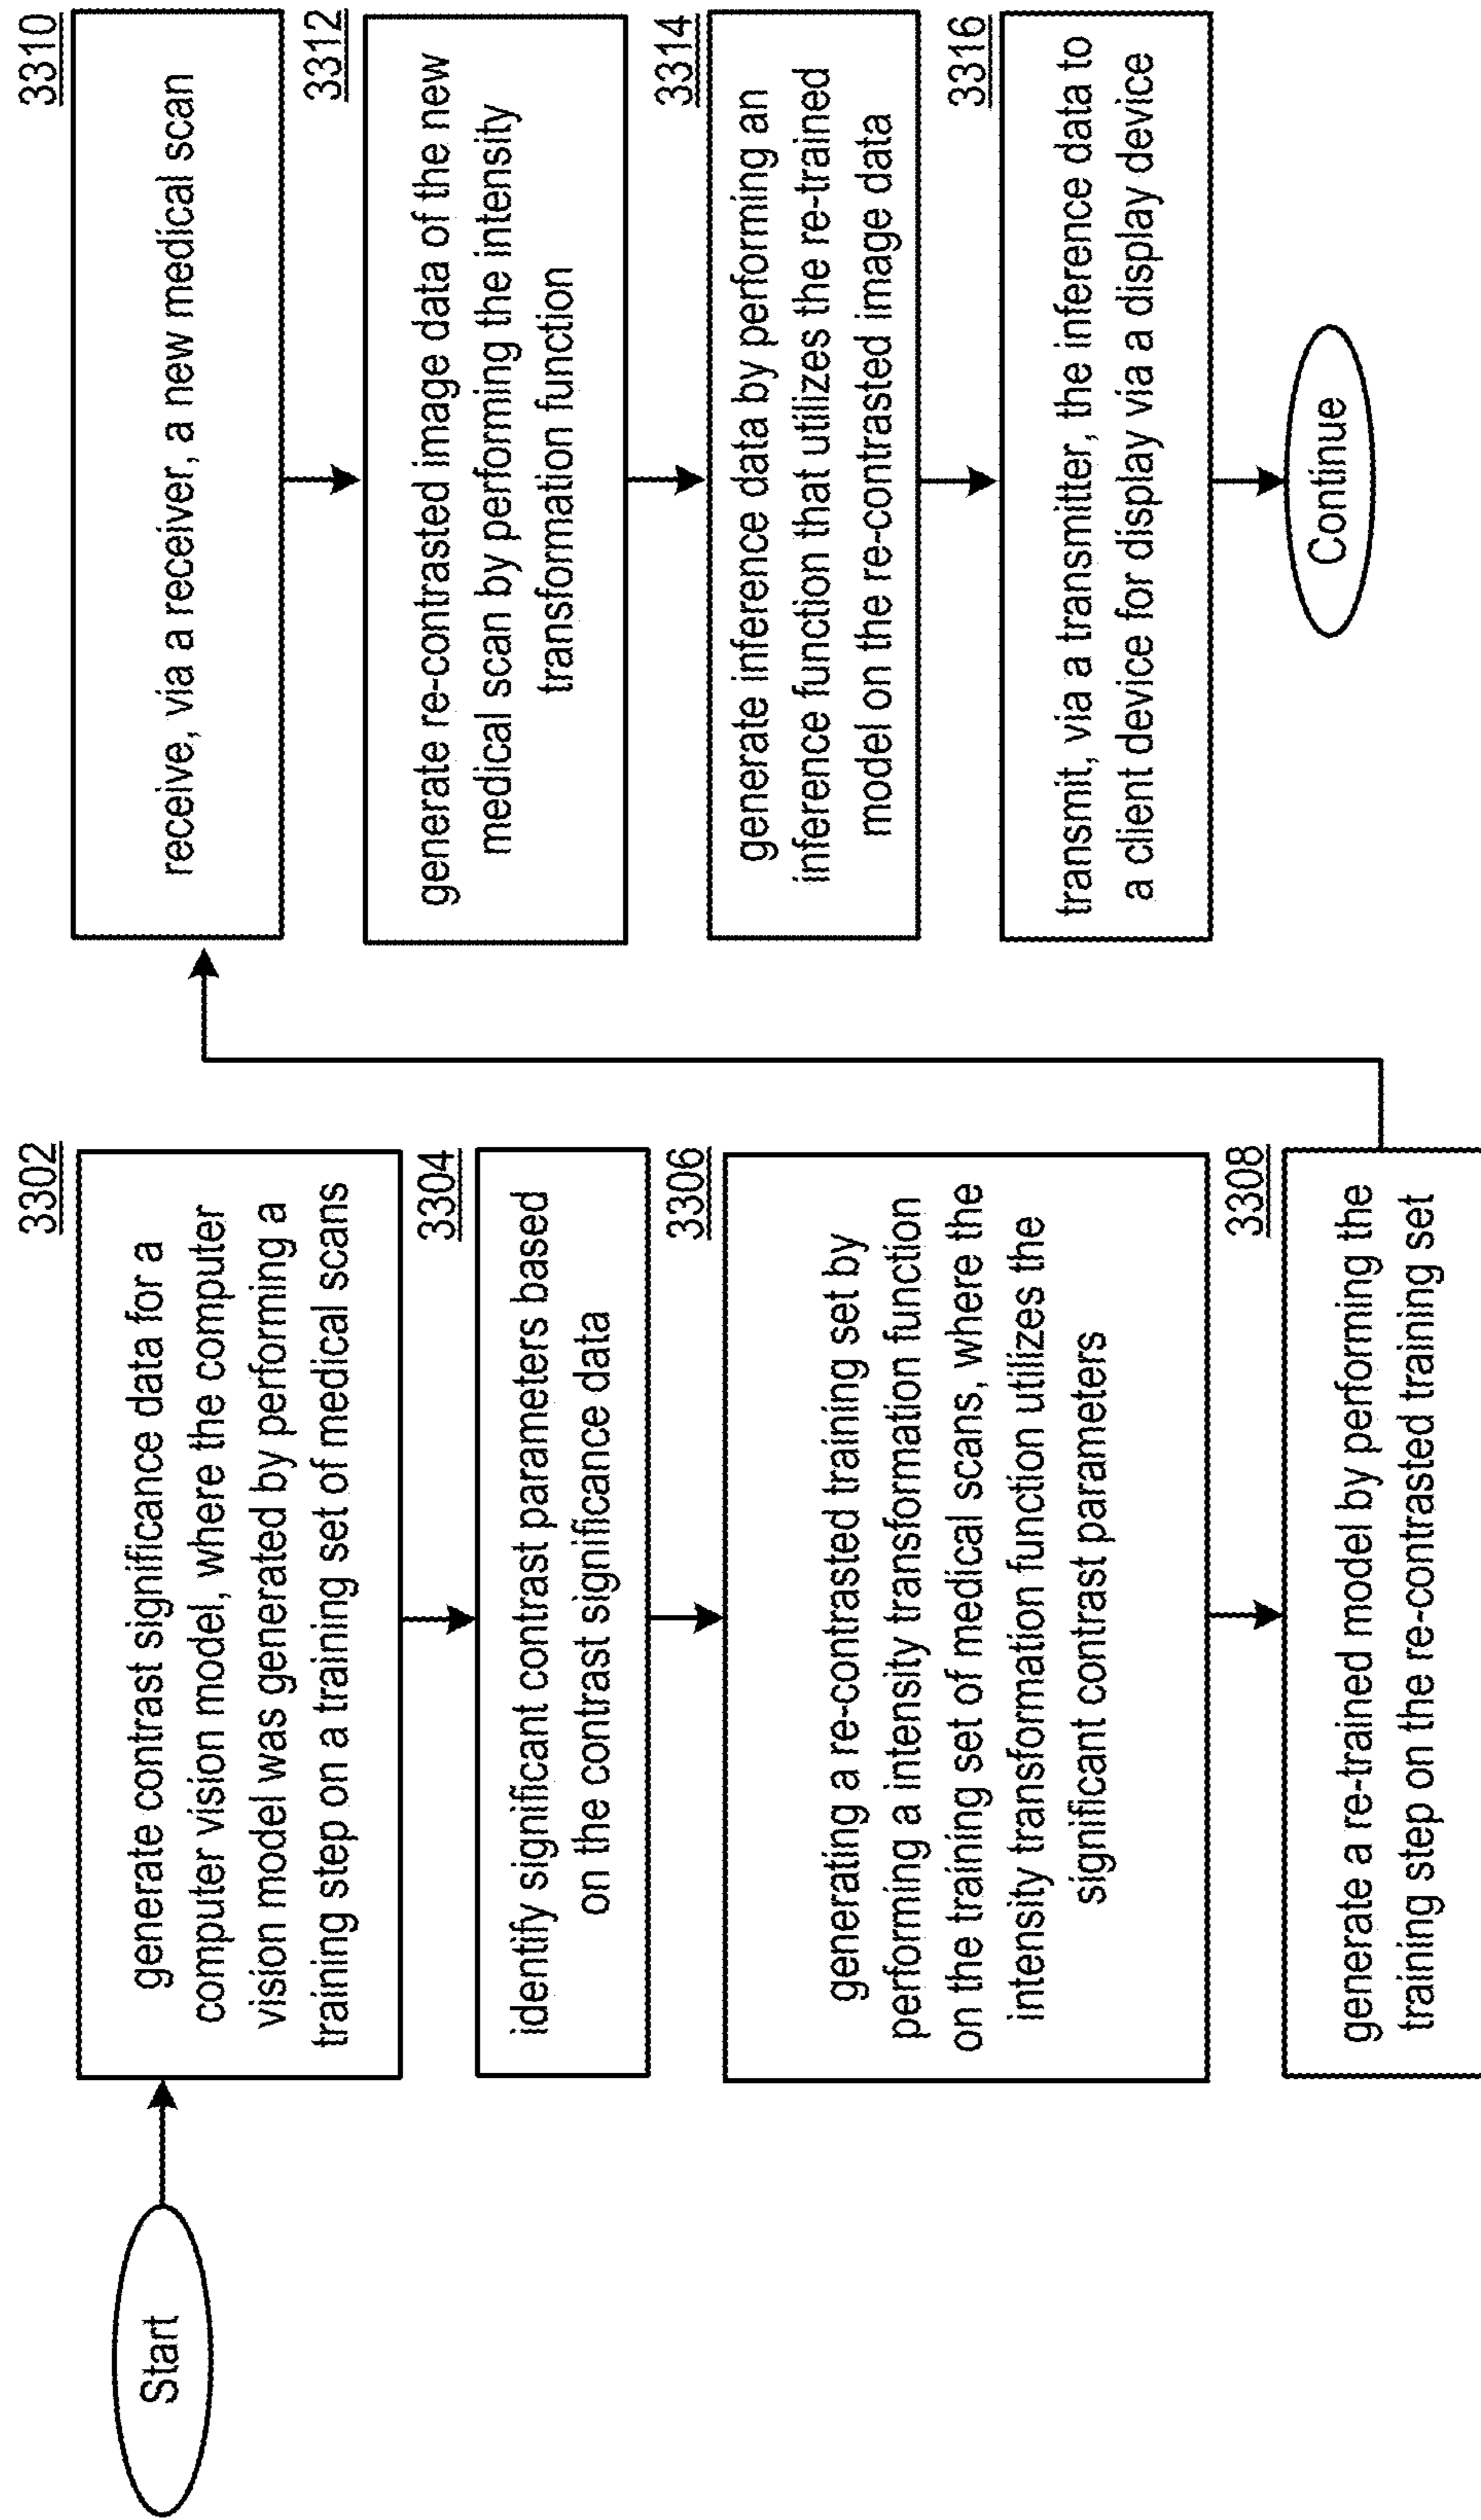 Start
3302
generate contrast significance data for a
computer vision model, where the computer
vision model was generated by performing a
training step on a training set of medical scans
3304
identify significant contrast parameters based
on the contrast significance data
3306
generating a re-contrasted training set by
performing a intensity transformation function
on the training set of medical scans, where the
intensity transformation function utilizes the
significant contrast parameters
3308
generate a re-trained model by performing the
training step on the re-contrasted training set
3310
receive, via a receiver, a new medical scan
3312
generate re-contrasted image data of the new
medical scan by performing the intensity
transformation function
3314
generate inference data by performing an
inference function that utilizes the re-trained
model on the re-contrasted image data
3316
transmit, via a transmitter, the inference data to
a client device for display via a display device
Continue